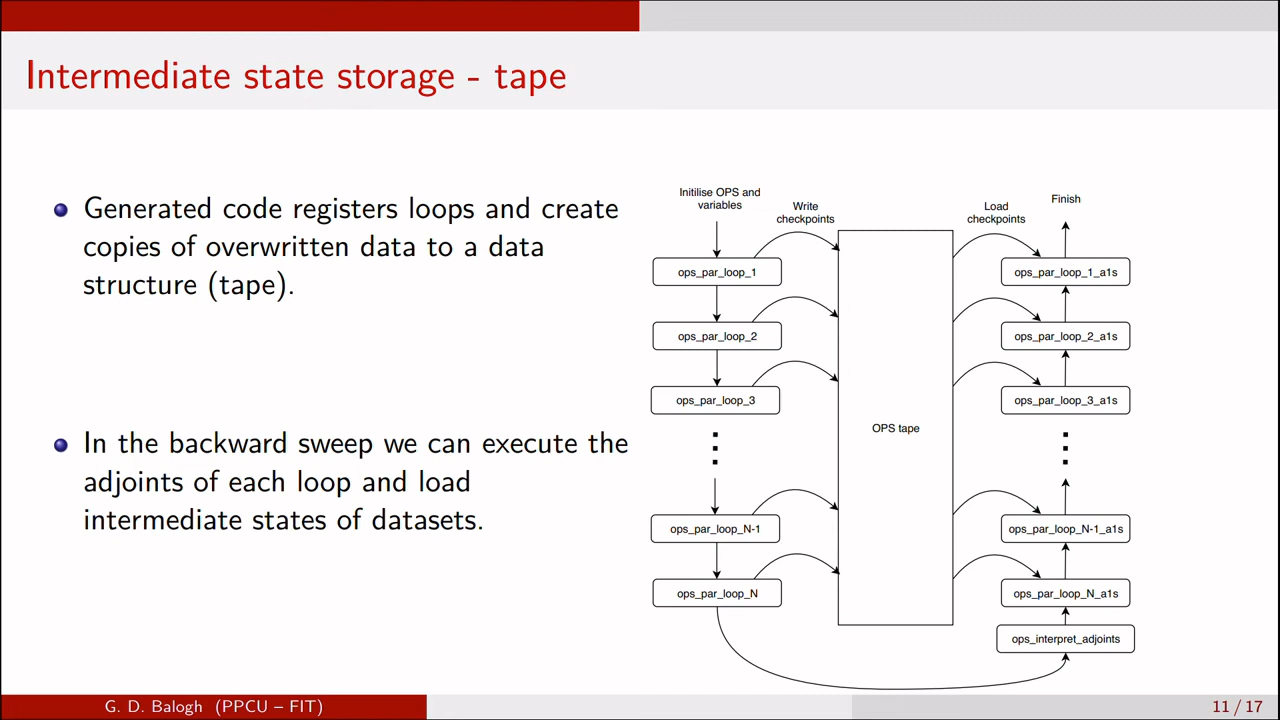 Intermediate state storage - tape
Generated code registers loops and create
copies of overwritten data to a data
structure (tape).
In the backward sweep we can execute the
adjoints of each loop and load
intermediate states of datasets.
Initilise OPS and
variables
Write
checkpoints
Load
checkpoints
Finish
ops_par_loop_1
ops_par_loop_1_a1s
ops_par_loop_2
ops_par_loop_2_a1s
ops_par_loop_3
ops_par_loop_3_a1s
OPS tape
ops_par_loop_N-1
ops_par_loop_N-1_a1s
ops_par_loop_N
ops_par_loop_N_a1s
ops_interpret_adjoints
G. D. Balogh (PPCU – FIT)
11 / 17